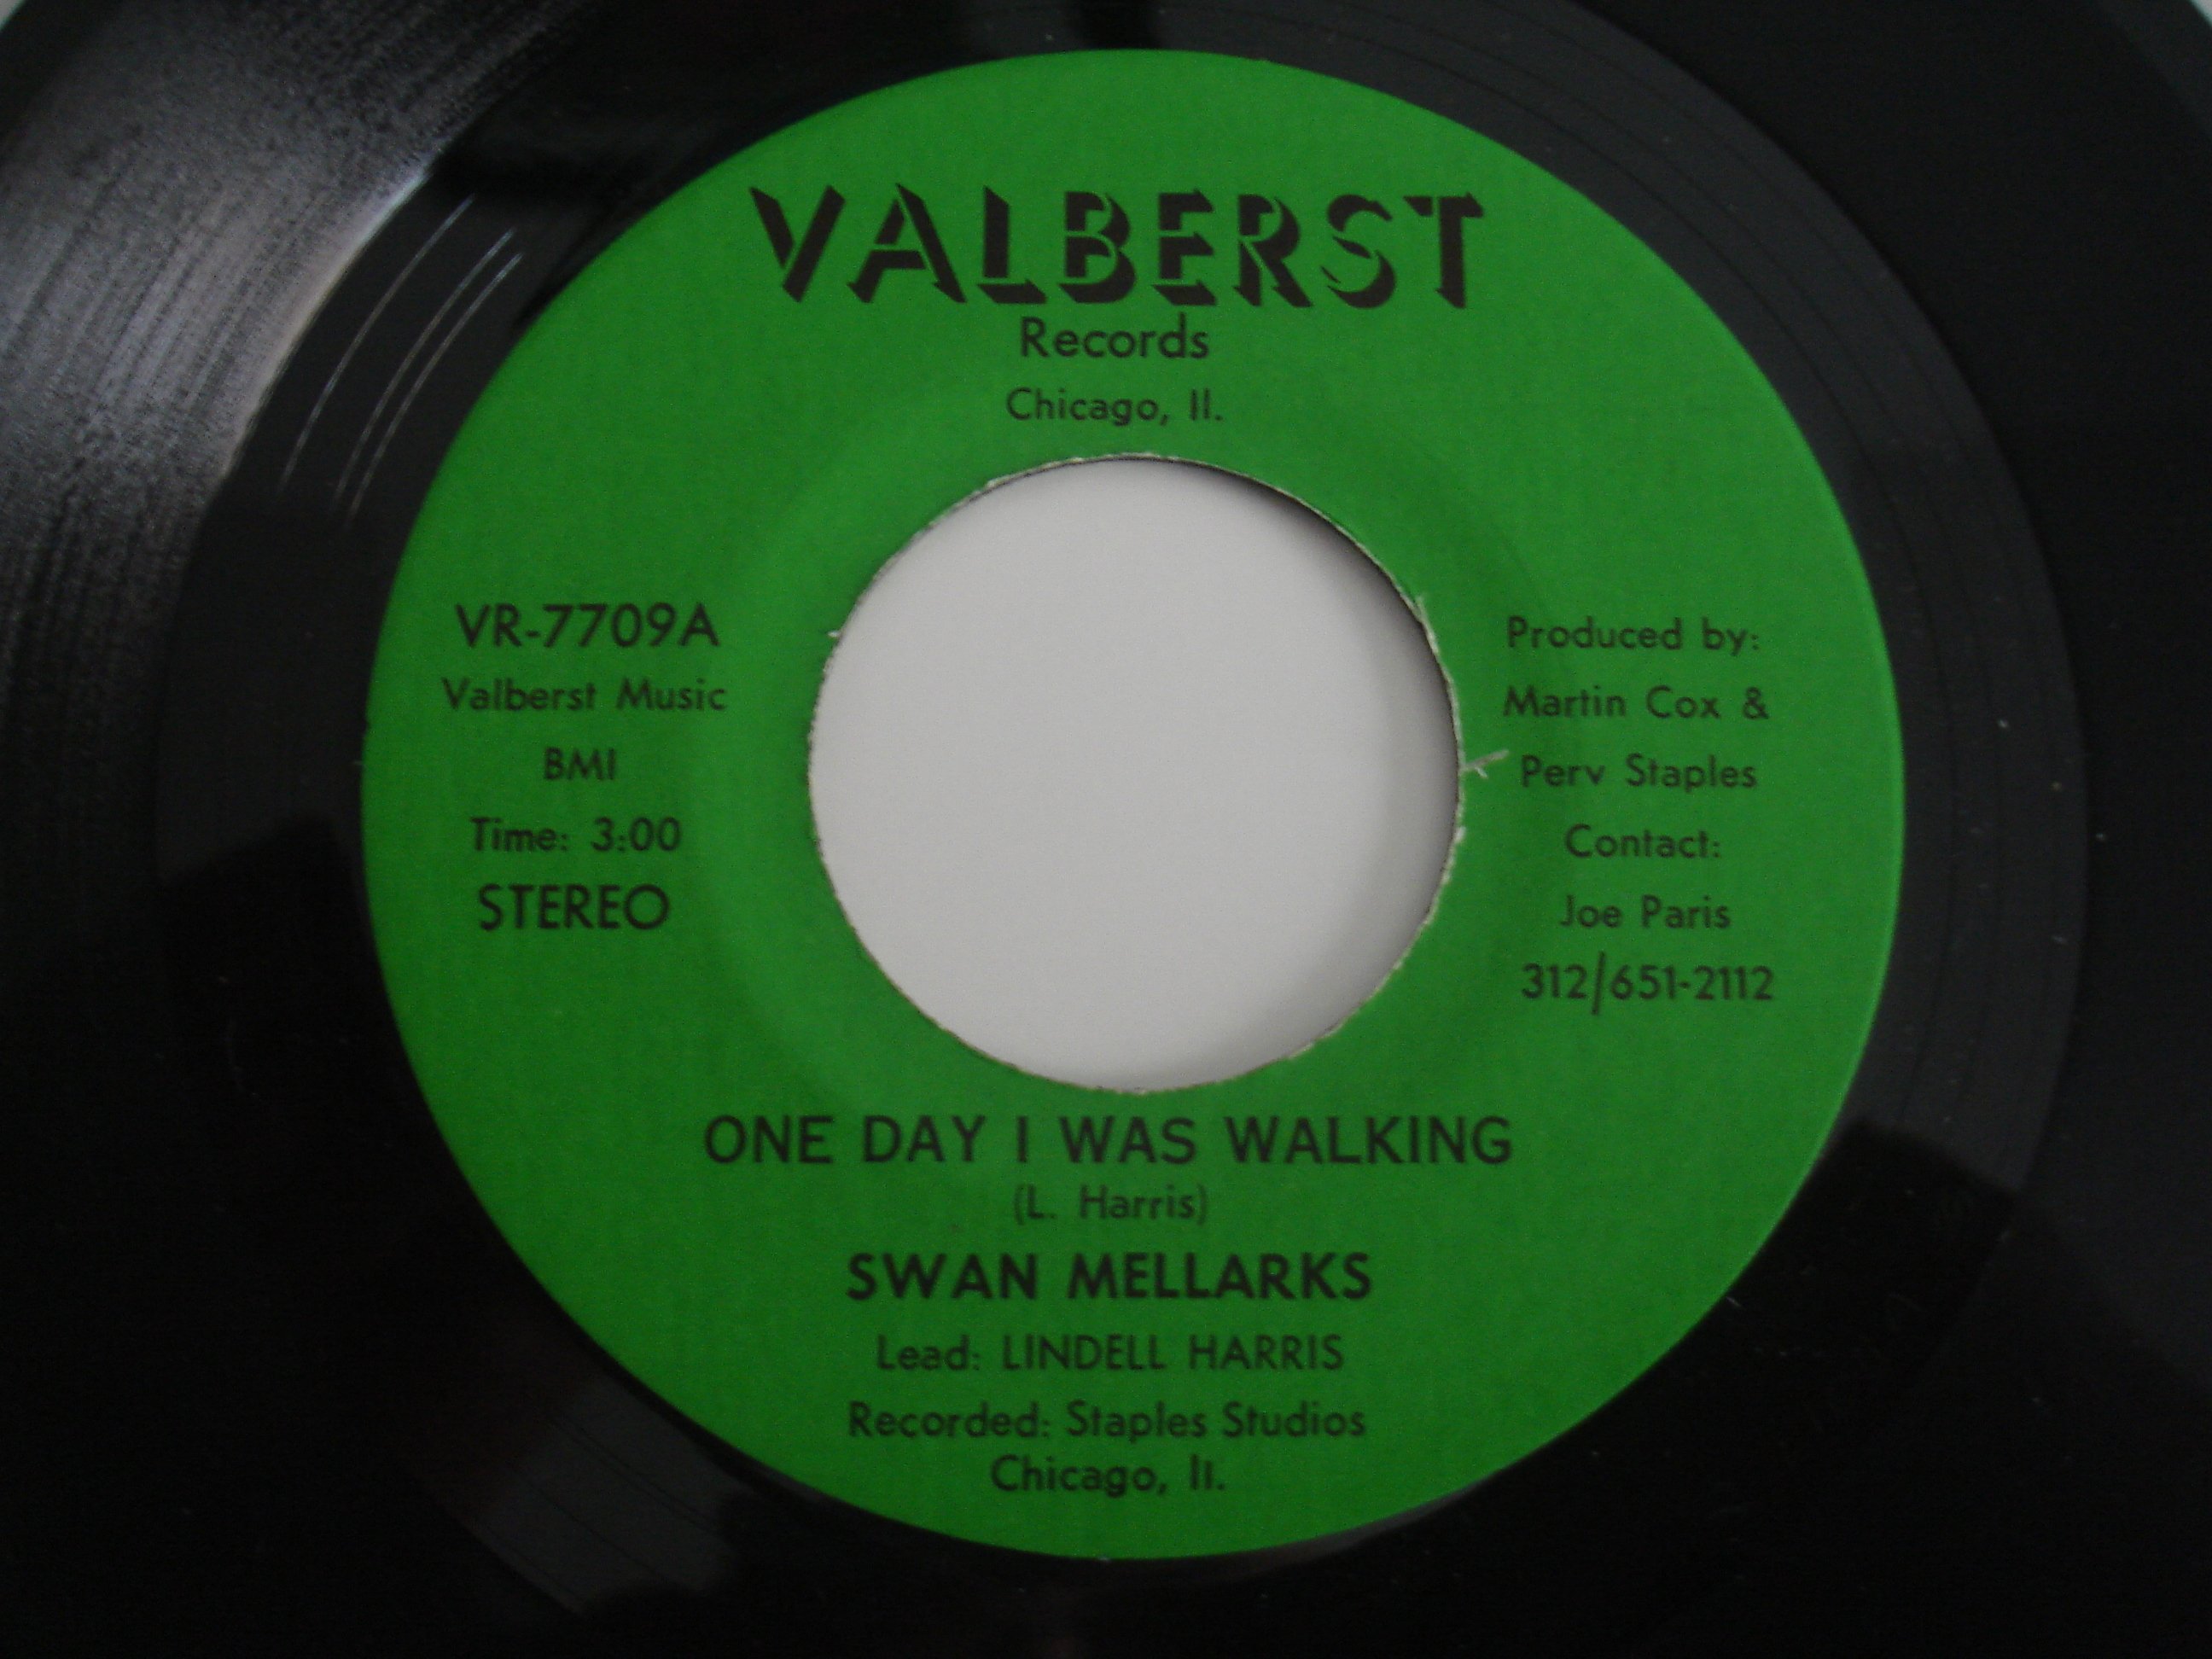 VALBERST
Records
Chicago, Il.
VR-7709A
Valberst Music
BMI
Time: 3:00
STEREO
Produced by:
Martin Cox &
Perv Staples
Contact:
Joe Paris
312/651-2112
ONE DAY I WAS WALKING
(L. Harris)
SWAN MELLARKS
Lead: LINDELL HARRIS
Recorded: Staples Studios
Chicago, Il.